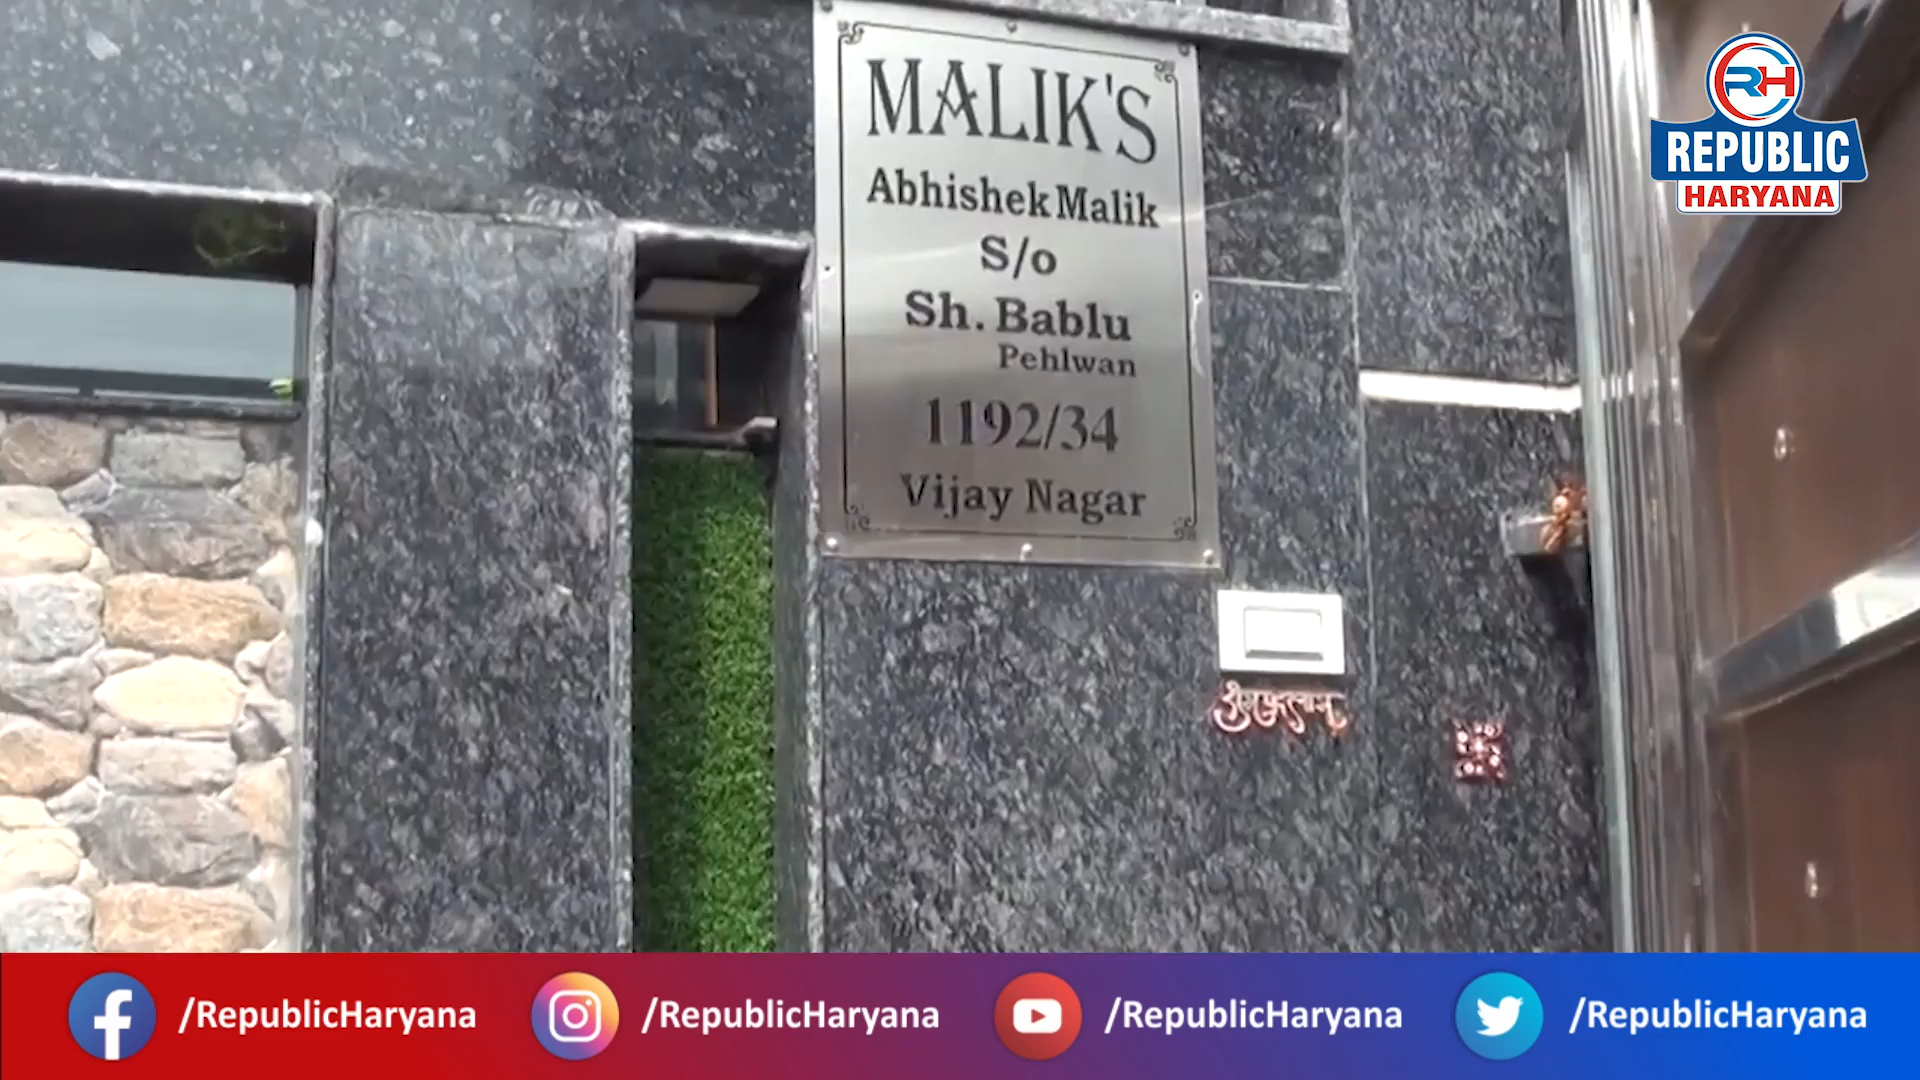 MALIK'S
Abhishek Malik
S/o
Sh. Bablu
Pehlwan
1192/34
Vijay Nagar
RH
REPUBLIC
HARYANA
/RepublicHaryana
/RepublicHaryana
/RepublicHaryana
/RepublicHaryana